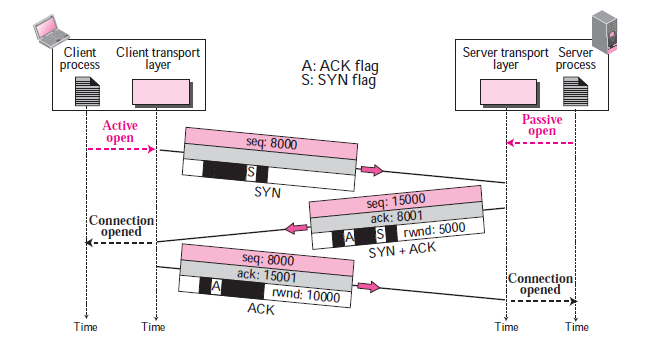 Client process
Client transport layer
Server transport layer
Server process
A: ACK flag
S: SYN flag
Active open
Passive open
seq: 8000
S
SYN
seq: 15000
ack: 8001
A S rwnd: 5000
SYN + ACK
Connection opened
seq: 8000
ack: 15001
A rwnd: 10000
ACK
Connection opened
Time
Time
Time
Time